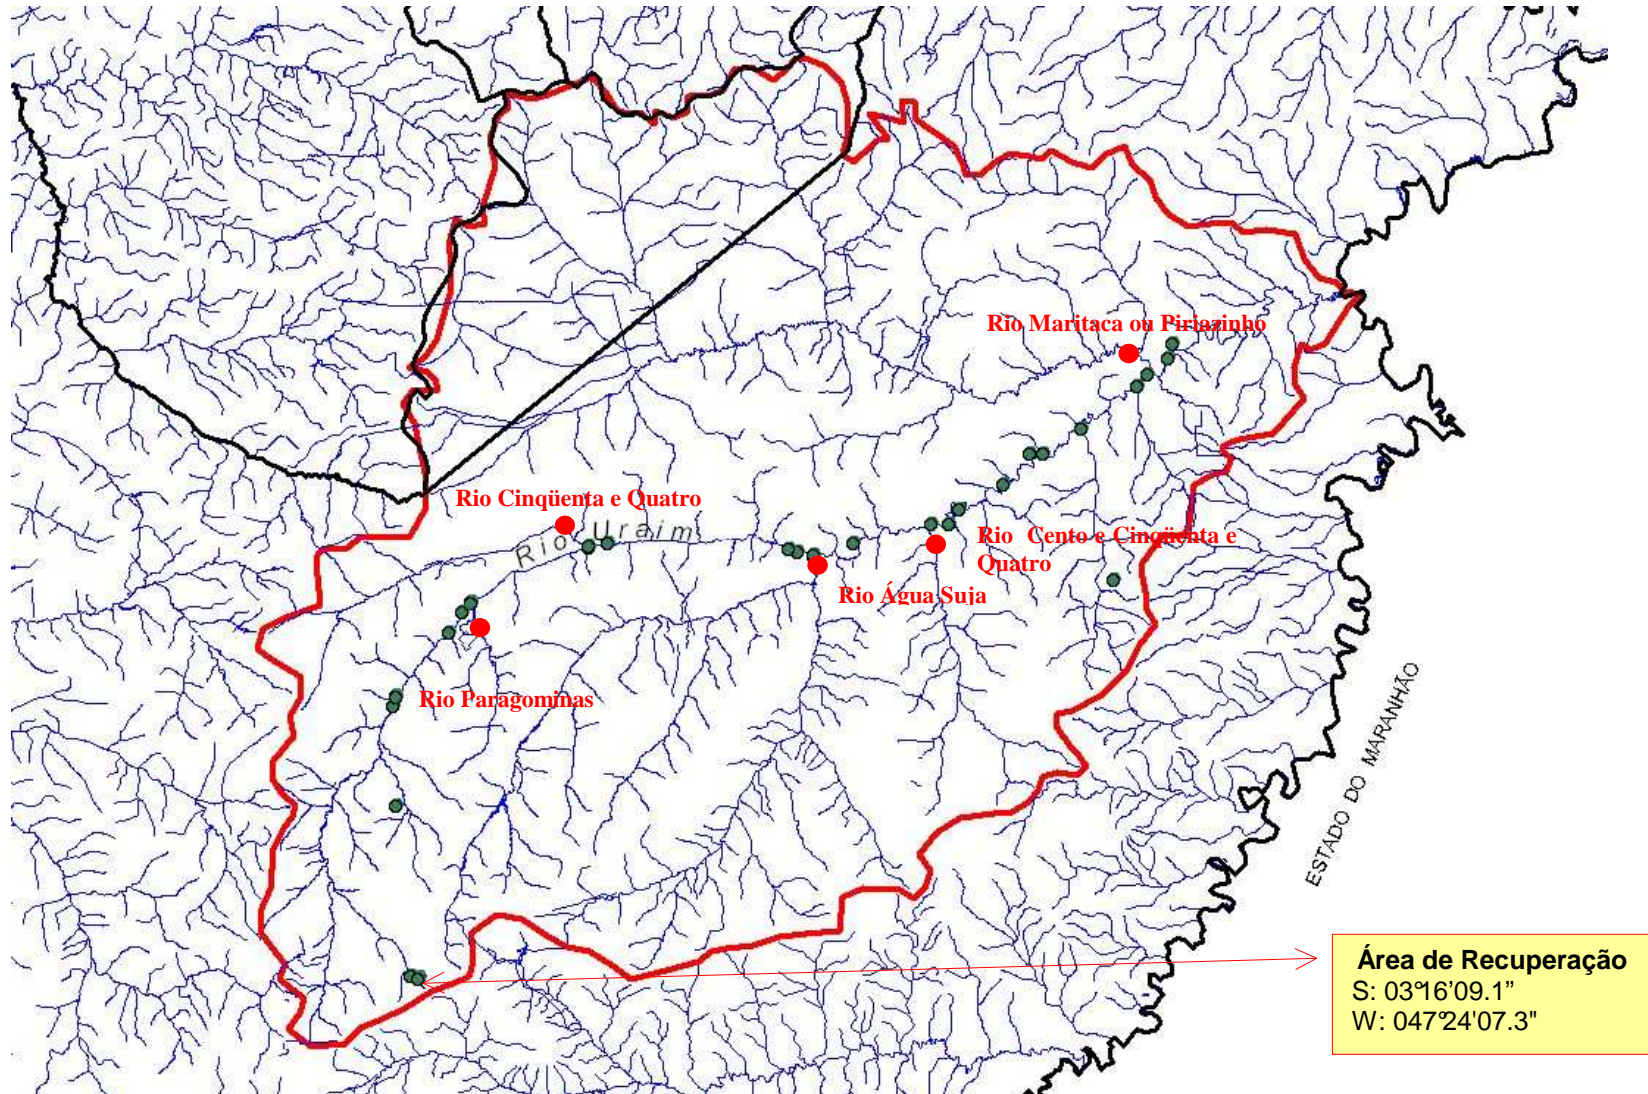 Rio Maritaca ou Piriazinho
Rio Cinqüenta e Quatro
Rio Uraim
Rio Cento e Cinqüenta e
Quatro
Rio Água Suja
Rio Paragominas
ESTADO DO MARANHÃO
Área de Recuperação
S: 03°16'09.1”
W: 047°24'07.3"